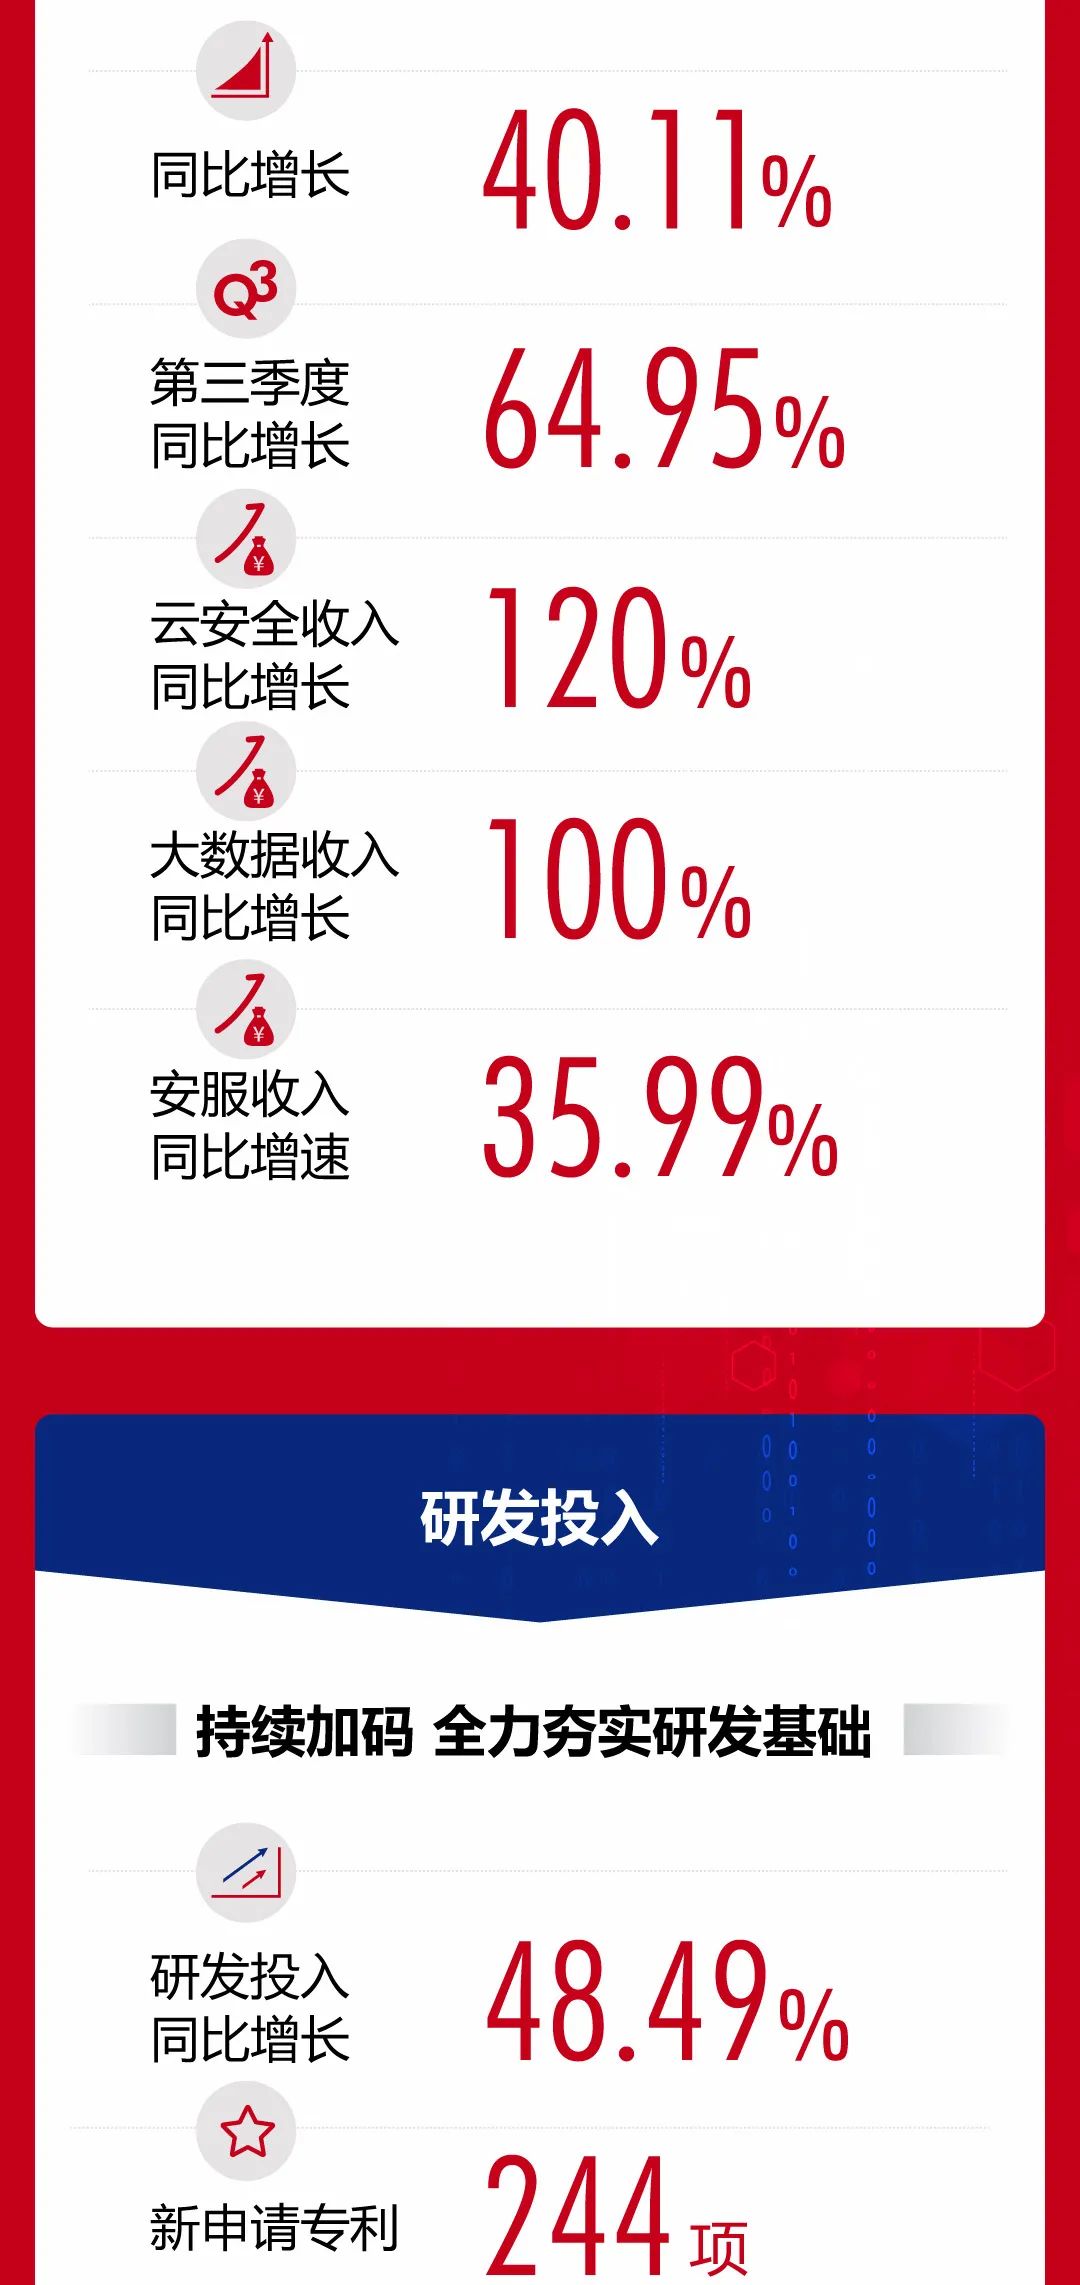 同比增长
40.11%
Q3
第三季度
同比增长
64.95%
¥
云安全收入
同比增长
120%
¥
大数据收入
同比增长
100%
¥
安服收入
同比增速
35.99%
研发投入
持续加码 全力夯实研发基础
研发投入
同比增长
48.49%
新申请专利
244项